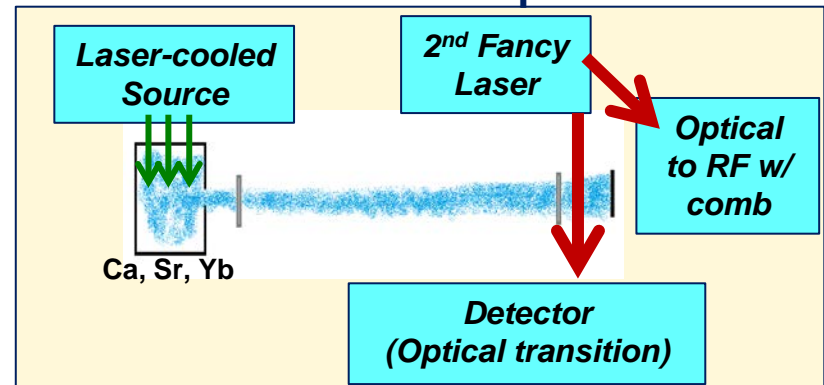 Laser-cooled
Source
2nd Fancy
Laser
Optical
to RF w/
comb
Ca, Sr, Yb
Detector
(Optical transition)